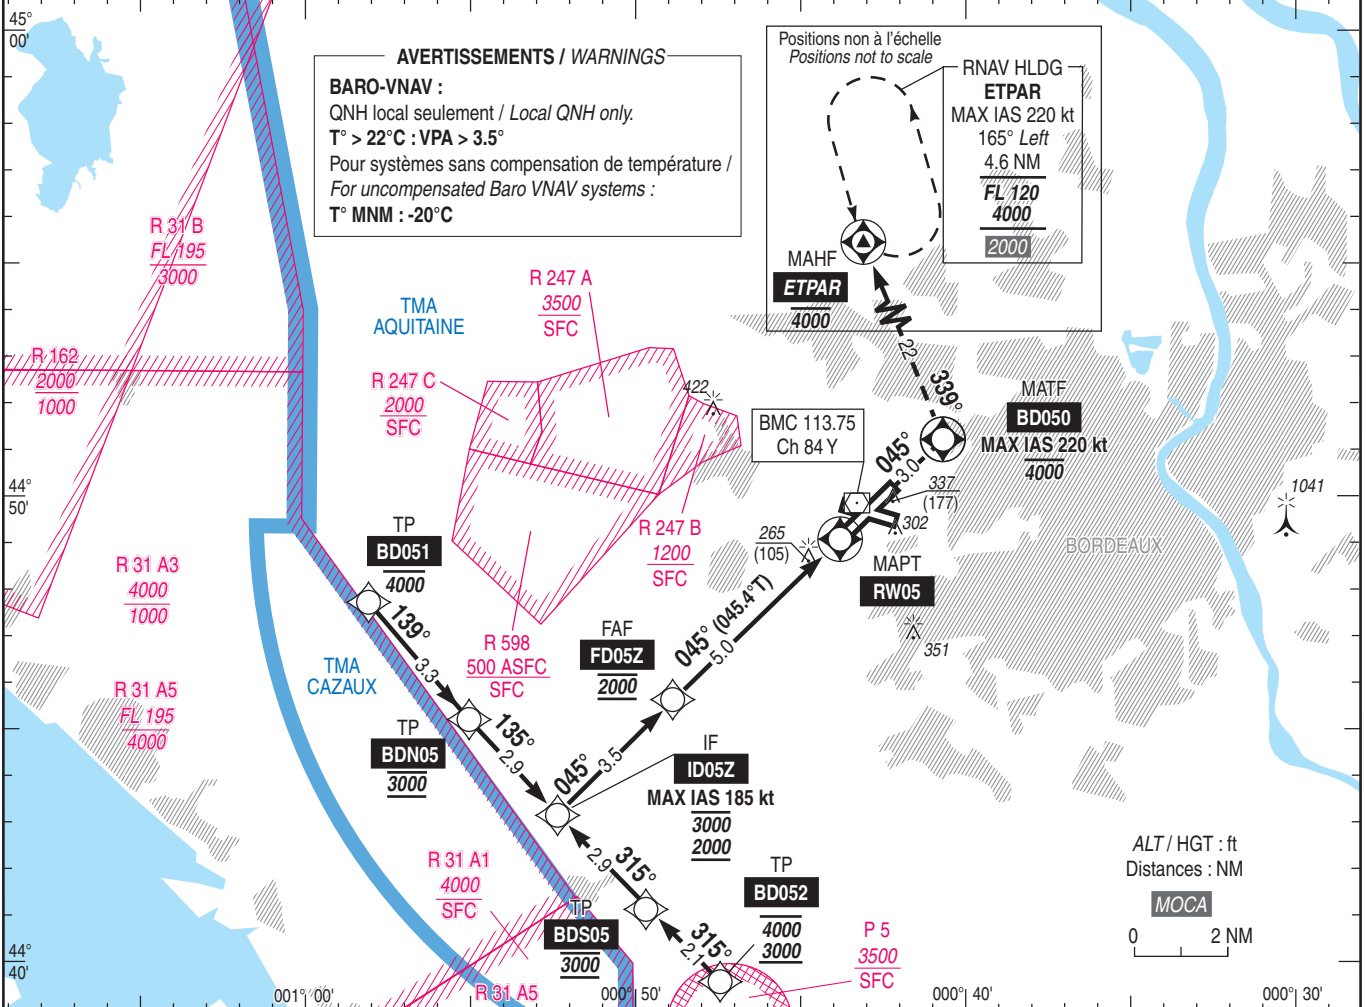 45°
00'
AVERTISSEMENTS / WARNINGS
BARO-VNAV :
QNH local seulement / Local QNH only.
T° > 22°C : VPA > 3.5°
Pour systèmes sans compensation de température /
For uncompensated Baro VNAV systems :
T° MNM : -20°C
Positions non à l'échelle
Positions not to scale
RNAV HLDG
ETPAR
MAX IAS 220 kt
165° Left
4.6 NM
FL 120
4000
2000
MAHF
ETPAR
4000
R 31 B
FL 195
3000
R 247 A
3500
SFC
TMA
AQUITAINE
R 162
2000
1000
R 247 C
2000
SFC
422
22
339°
MATF
BD050
MAX IAS 220 kt
4000
BMC 113.75
Ch 84 Y
045°
3.0
337
(177)
302
1041
44°
50'
TP
BD051
4000
R 247 B
1200
SFC
265
(105)
BORDEAUX
MAPT
RW05
R 31 A3
4000
1000
139°
3.3
R 598
500 ASFC
SFC
FAF
FD05Z
2000
045° (045.4°T)
5.0
351
TMA
CAZAUX
R 31 A5
FL 195
4000
TP
BDN05
3000
135°
2.9
045°
3.5
IF
ID05Z
MAX IAS 185 kt
3000
2000
R 31 A1
4000
SFC
2.9
315°
TP
BD052
4000
3000
ALT / HGT : ft
Distances : NM
MOCA
0 2 NM
TP
BDS05
3000
315°
2.1
P 5
3500
SFC
44°
40'
R 31 A5
001° 00'
000° 50'
000° 40'
000° 30'